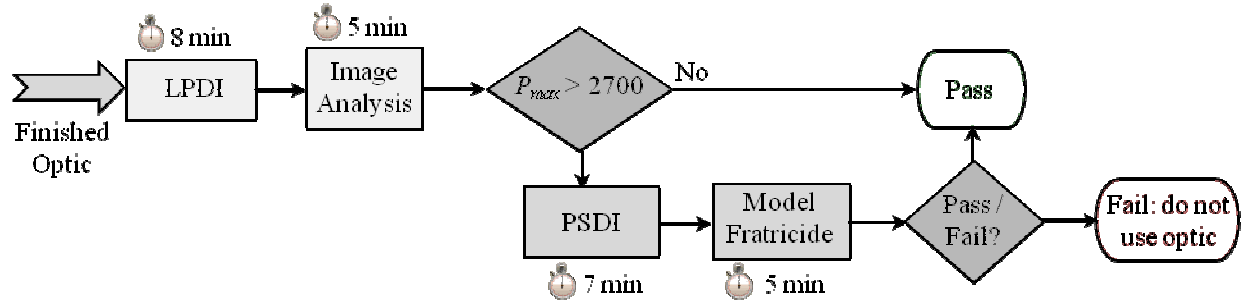 8 min
5 min
LPDI
Image
Analysis
> 2700
No
Pass
Finished
Optic
PSDI
Model
Fratricide
Pass /
Fail?
Fail: do not
use optic
7 min
5 min